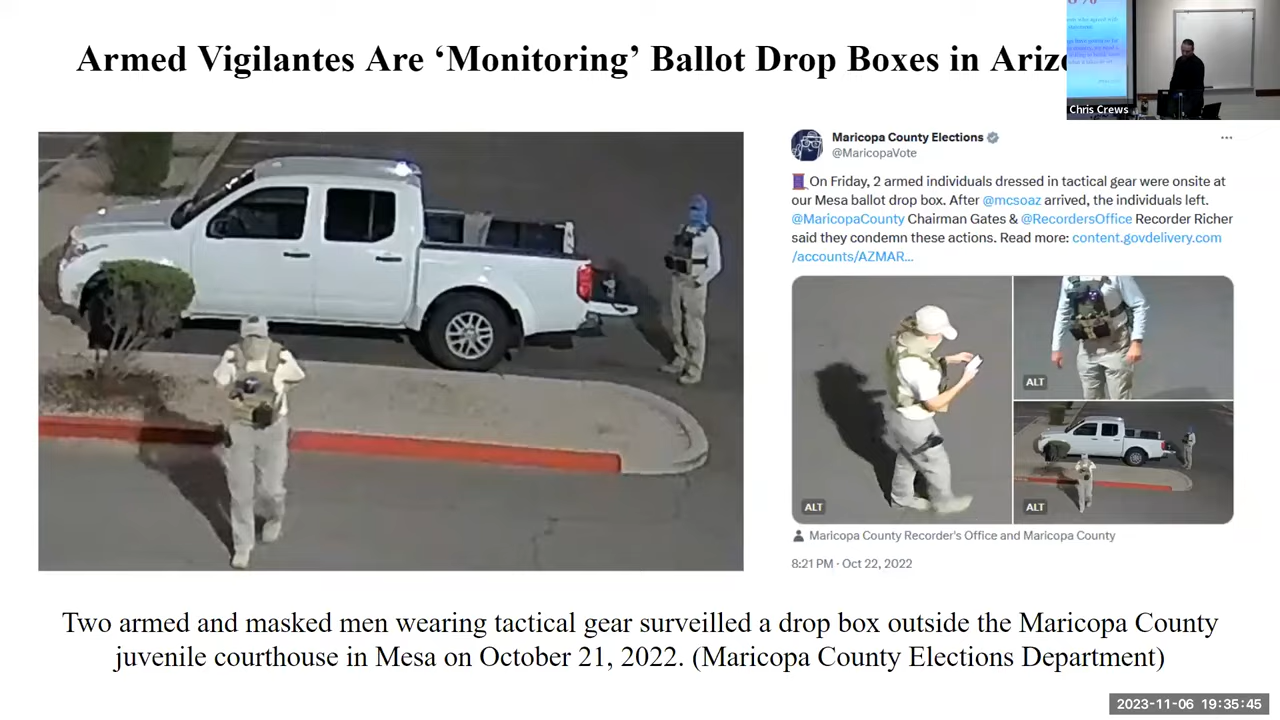 Armed Vigilantes Are ‘Monitoring’ Ballot Drop Boxes in
Chris Crews
Maricopa County Elections
@MaricopaVote
On Friday, 2 armed individuals dressed in tactical gear were onsite at
our Mesa ballot drop box. After @mcsoaz arrived, the individuals left.
@MaricopaCounty Chairman Gates & @RecordersOffice Recorder Richer
said they condemn these actions. Read more: content.govdelivery.com
/accounts/AZMAR...
ALT
ALT
ALT
Maricopa County Recorder's Office and Maricopa County
8:21 PM · Oct 22, 2022
Two armed and masked men wearing tactical gear surveilled a drop box outside the Maricopa County
juvenile courthouse in Mesa on October 21, 2022. (Maricopa County Elections Department)
2023-11-06 19:35:45